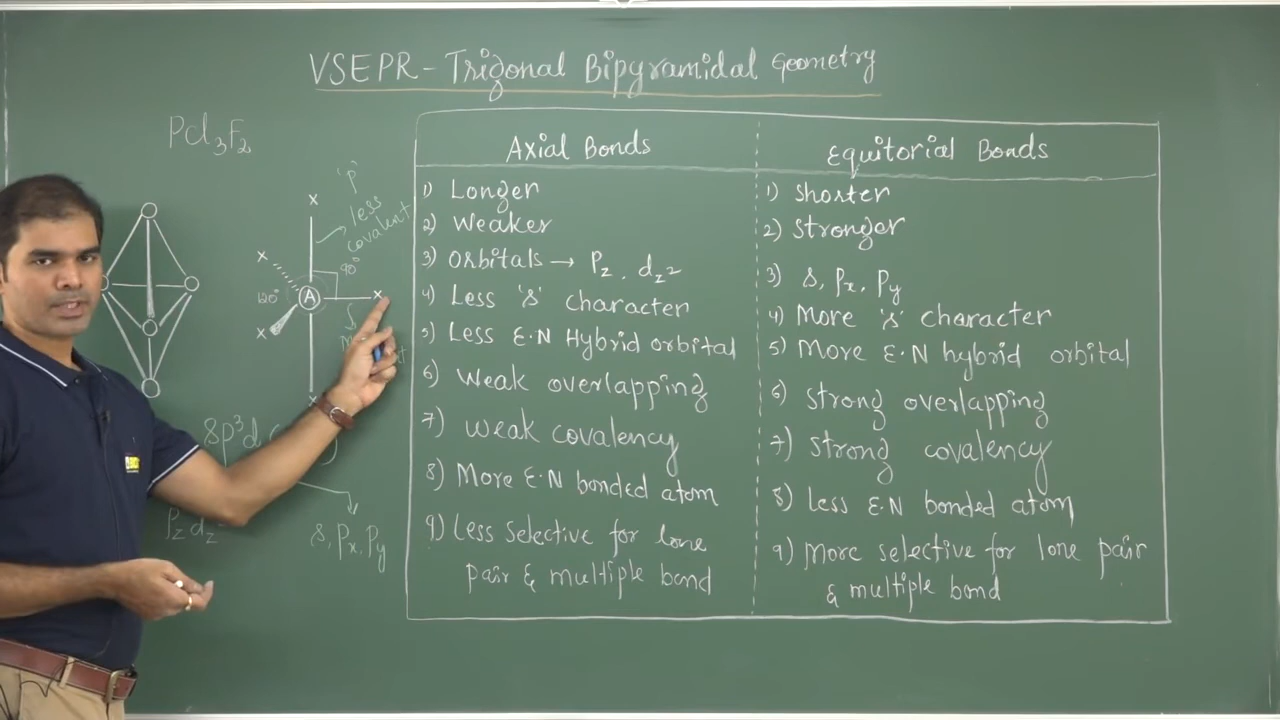 VSEPR - Trigonal Bipyramidal Geometry
PCl3F2
Axial Bonds
1) Longer
2) Weaker
3) Orbitals → Pz, dz2
4) Less 's' character
5) Less E.N Hybrid orbital
6) Weak overlapping
7) Weak covalency
8) More E.N bonded atom
9) Less selective for lone
pair & multiple bond
Equitorial Bonds
1) Shorter
2) Stronger
3) s, Px, Py
4) More 's' character
5) More E.N hybrid orbital
6) Strong overlapping
7) Strong covalency
8) Less E.N bonded atom
9) More selective for lone pair
& multiple bond
'P'
less
covalent
x
x
90°
120°
A
x
x
x
sp3d
Pz dz2
s, Px, Py